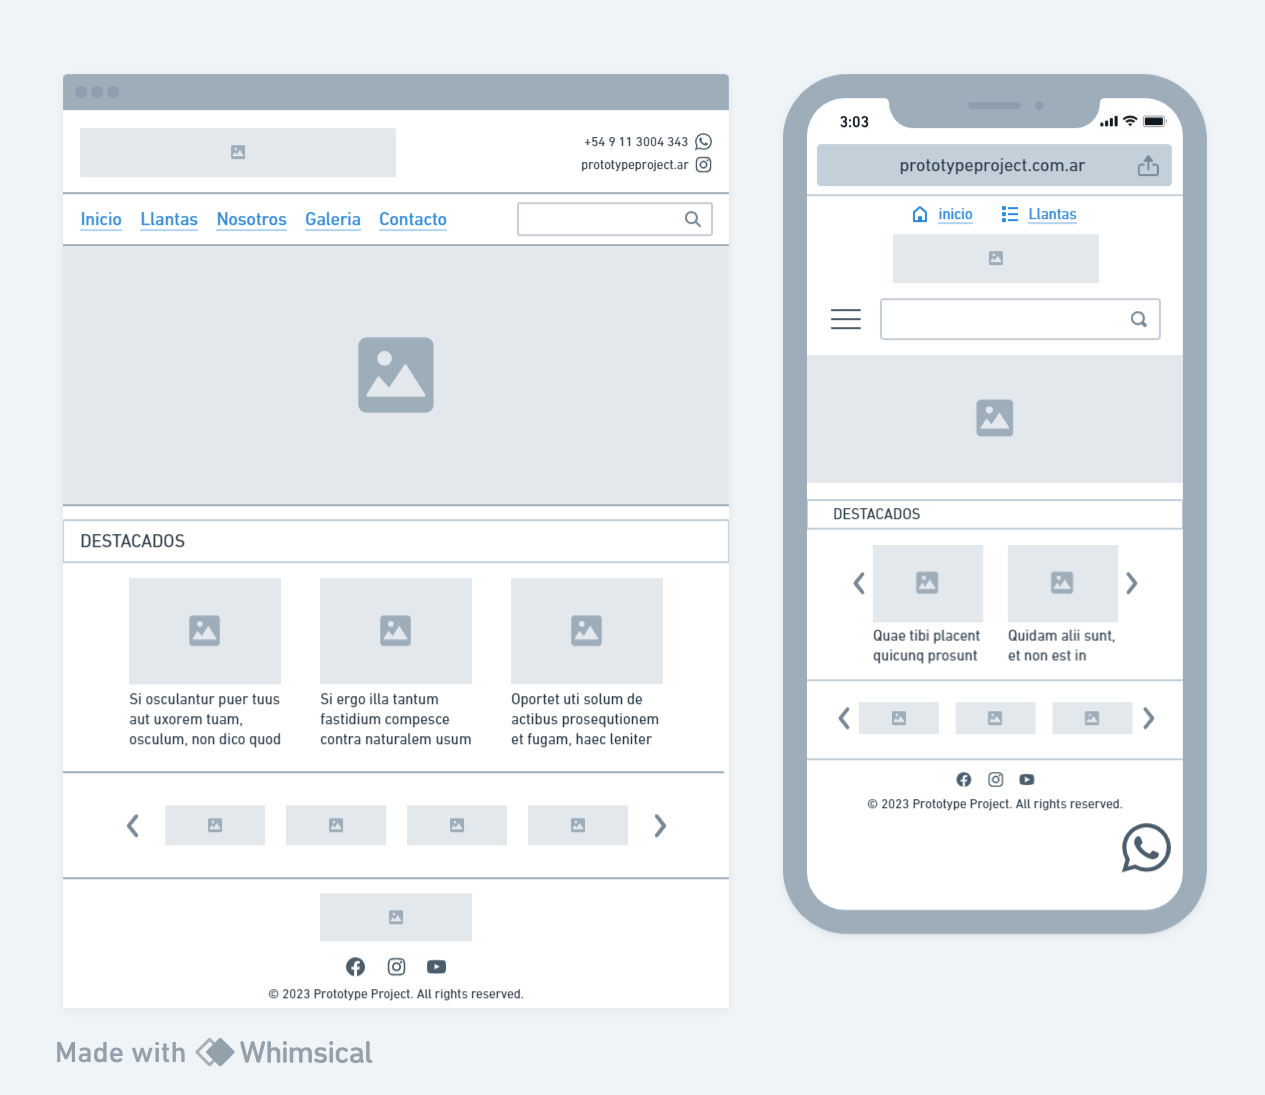 +54 9 11 3004 343
prototypeproject.ar
Inicio Llantas Nosotros Galeria Contacto
DESTACADOS
Si osculantur puer tuus
aut uxorem tuam,
osculum, non dico quod
Si ergo illa tantum
fastidium compesce
contra naturalem usum
Oportet uti solum de
actibus prosequtionem
et fugam, haec leniter
© 2023 Prototype Project. All rights reserved.
3:03
prototypeproject.com.ar
inicio Llantas
DESTACADOS
Quae tibi placent
quicunq prosunt
Quidam alii sunt,
et non est in
© 2023 Prototype Project. All rights reserved.
Made with Whimsical